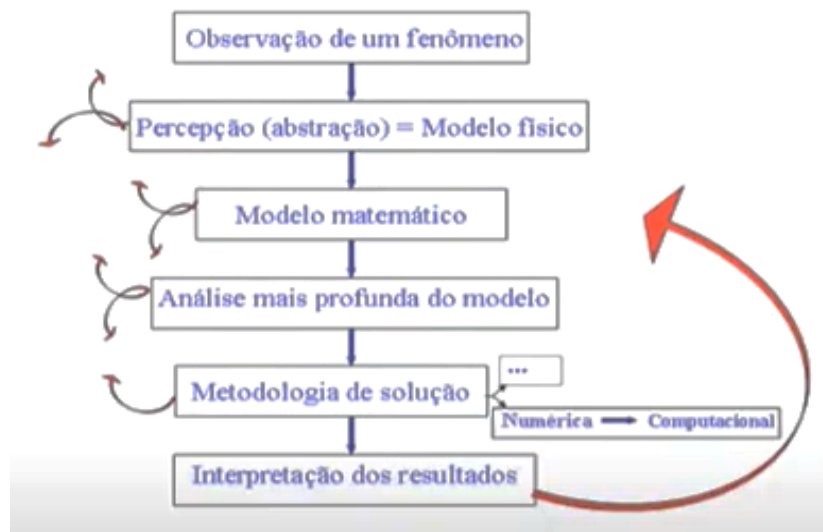 Observação de um fenômeno
Percepção (abstração) = Modelo físico
Modelo matemático
Análise mais profunda do modelo
...
Metodologia de solução
Numérica Computacional
Interpretação dos resultados